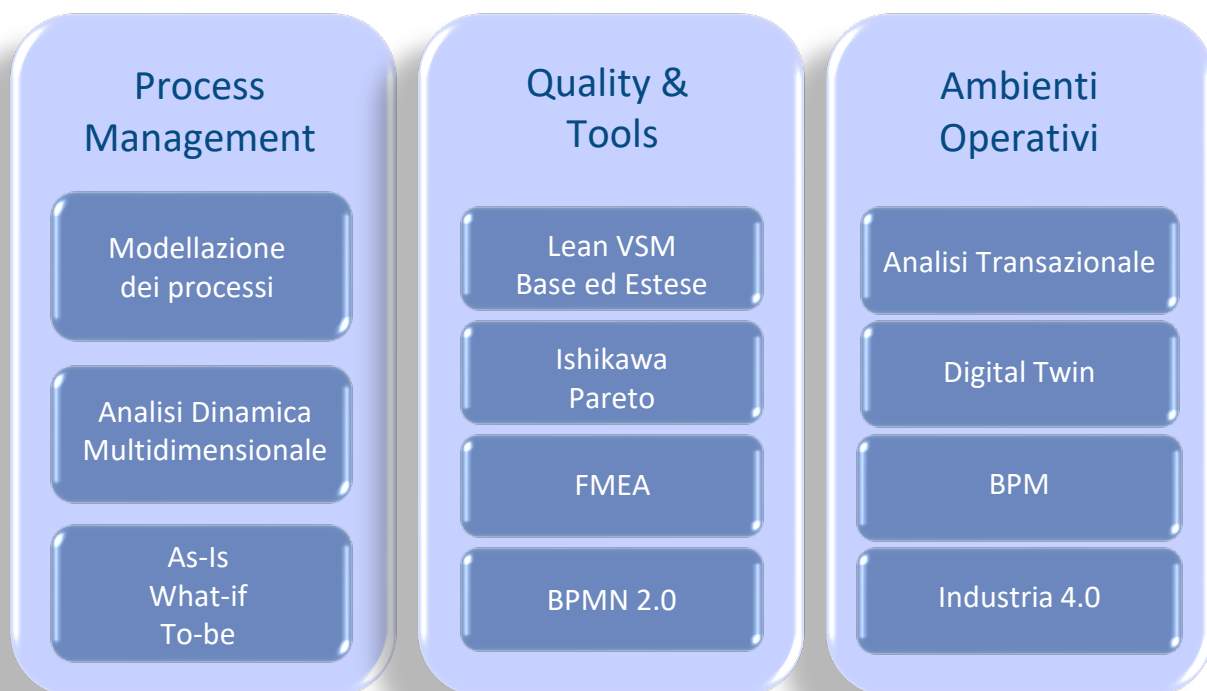 Process
Management
Modellazione
dei processi
Analisi Dinamica
Multidimensionale
As-Is
What-if
To-be
Quality &
Tools
Lean VSM
Base ed Estese
Ishikawa
Pareto
FMEA
BPMN 2.0
Ambienti
Operativi
Analisi Transazionale
Digital Twin
BPM
Industria 4.0